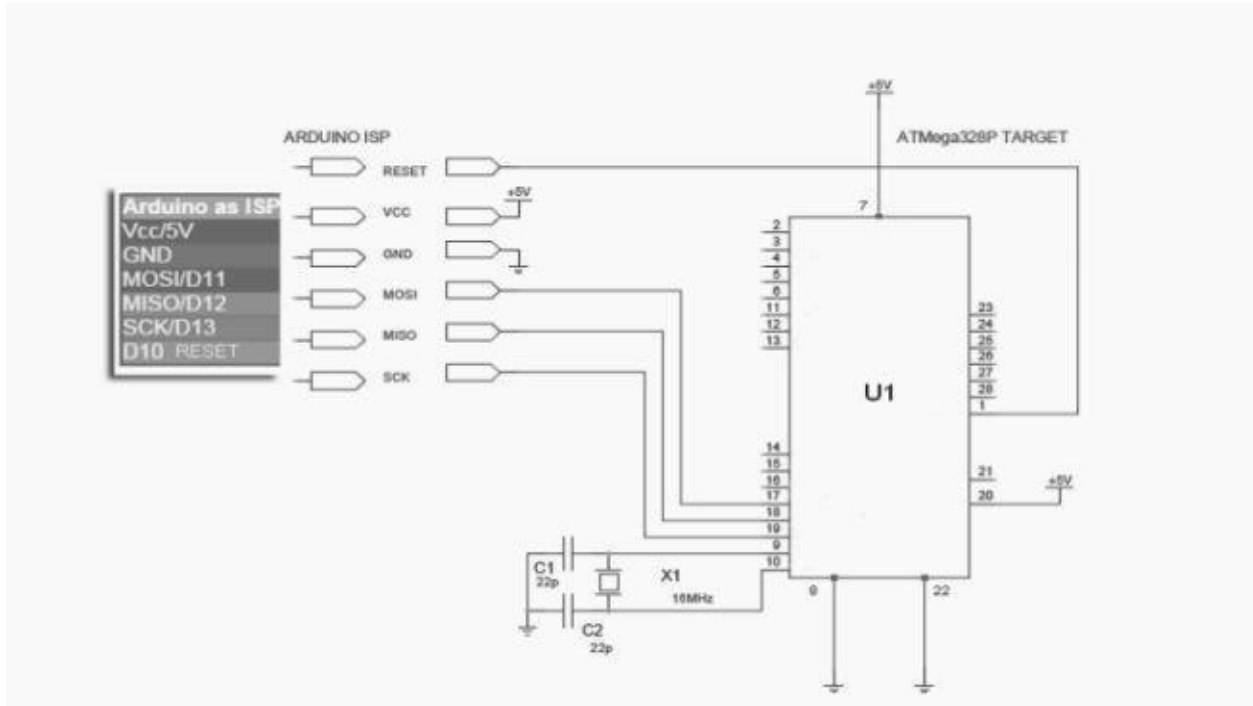 +5V
ARDUINO ISP
ATMega328P TARGET
RESET
Arduino as ISP
Vcc/5V
GND
MOSI/D11
MISO/D12
SCK/D13
D10 RESET
VCC
+5V
GND
MOSI
MISO
SCK
7
2
3
4
5
6
11
12
13
23
24
25
26
27
28
1
U1
14
15
16
17
18
19
9
10
21
20
+5V
C1
22p
X1
16MHz
C2
22p
8
22